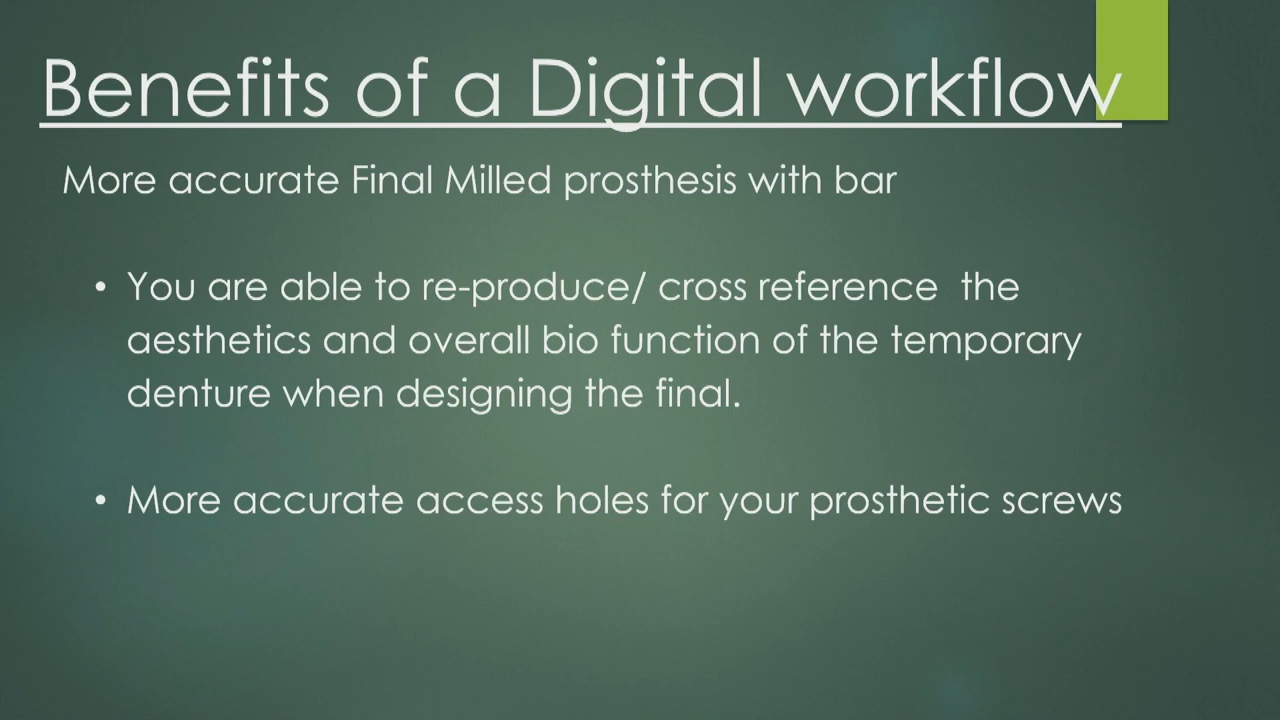 Benefits of a Digital workflow
More accurate Final Milled prosthesis with bar
• You are able to re-produce/ cross reference  the
aesthetics and overall bio function of the temporary
denture when designing the final.
• More accurate access holes for your prosthetic screws